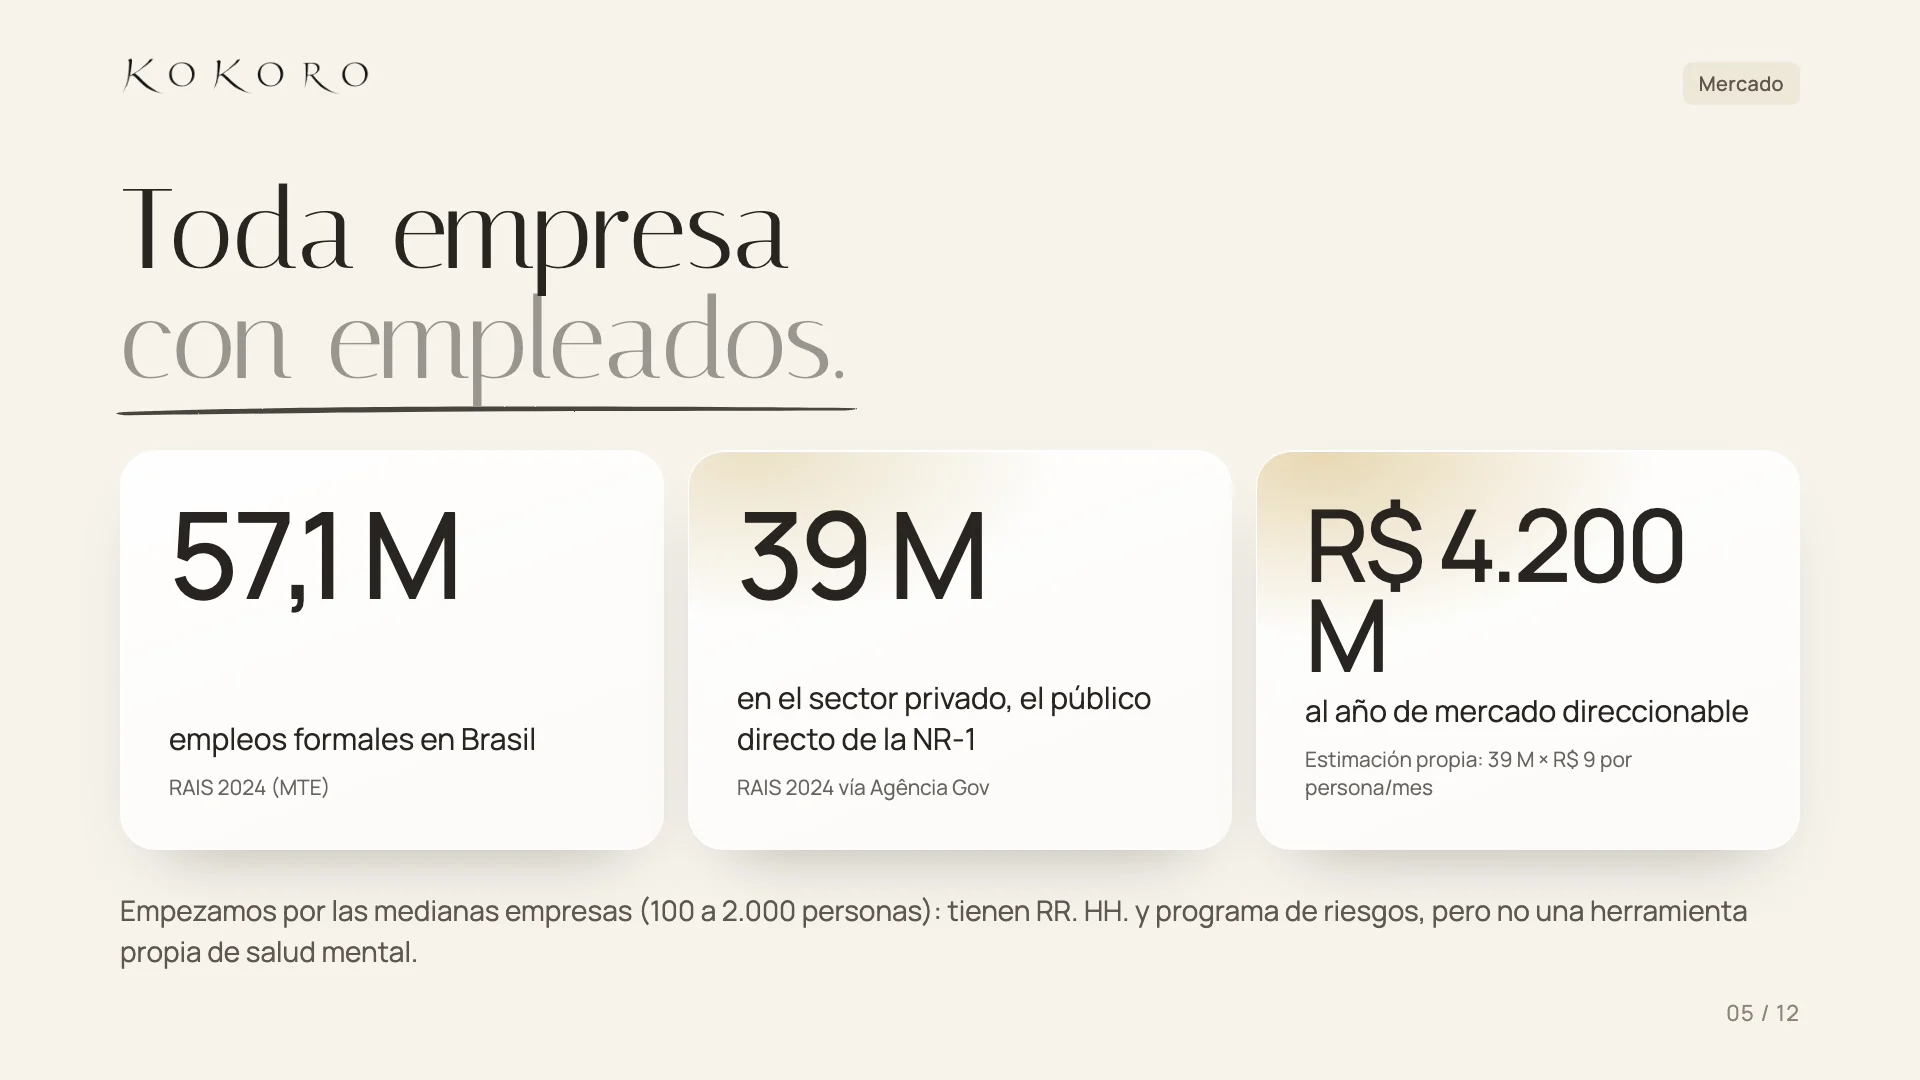 KOKORO
Mercado
Toda empresa
con empleados.
57,1 M
empleos formales en Brasil
RAIS 2024 (MTE)
39 M
en el sector privado, el público
directo de la NR-1
RAIS 2024 vía Agência Gov
R$ 4.200
M
al año de mercado direccionable
Estimación propia: 39 M × R$ 9 por
persona/mes
Empezamos por las medianas empresas (100 a 2.000 personas): tienen RR. HH. y programa de riesgos, pero no una herramienta
propia de salud mental.
05 / 12